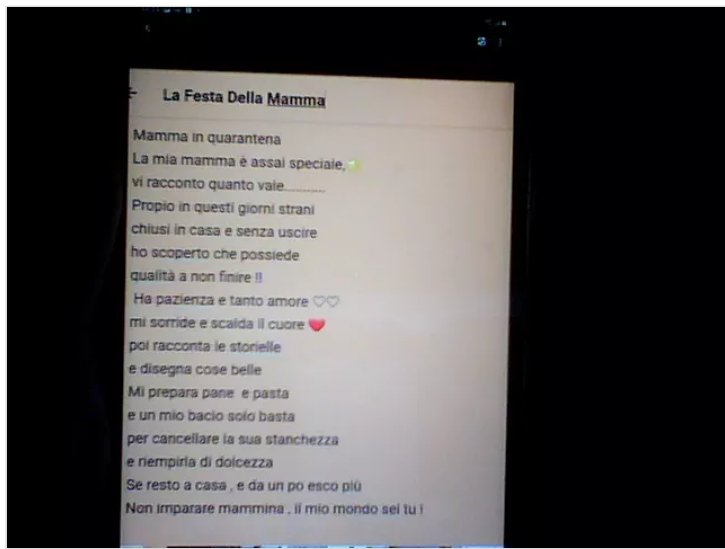 La Festa Della Mamma
Mamma in quarantena
La mia mamma è assai speciale,
vi racconto quanto vale............
Propio in questi giorni strani
chiusi in casa e senza uscire
ho scoperto che possiede
qualità a non finire !!
Ha pazienza e tanto amore ♡♡
mi sorride e scalda il cuore ❤
poi racconta le storielle
e disegna cose belle
Mi prepara pane e pasta
e un mio bacio solo basta
per cancellare la sua stanchezza
e riempirla di dolcezza
Se resto a casa , e da un po esco più
Non imparare mammina , il mio mondo sei tu !